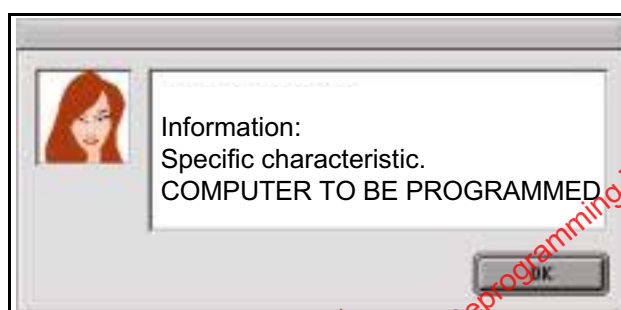 Information:
Specific characteristic.
COMPUTER TO BE PROGRAMMED
OK